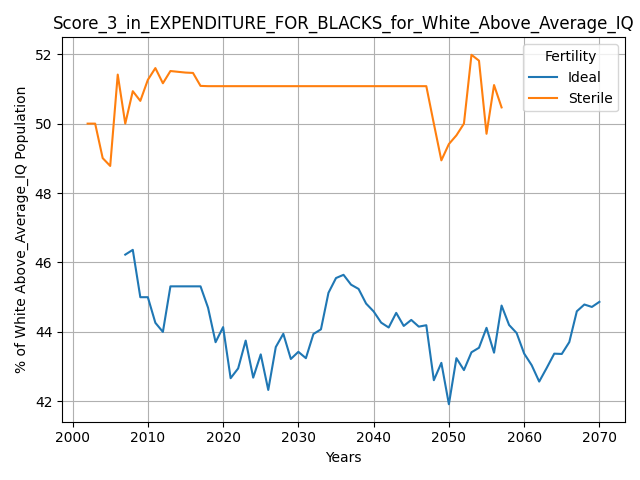 Score_3_in_EXPENDITURE_FOR_BLACKS_for_White_Above_Average_IQ
Fertility
Ideal
Sterile
% of White Above_Average_IQ Population
52
50
48
46
44
42
2000 2010 2020 2030 2040 2050 2060 2070
Years